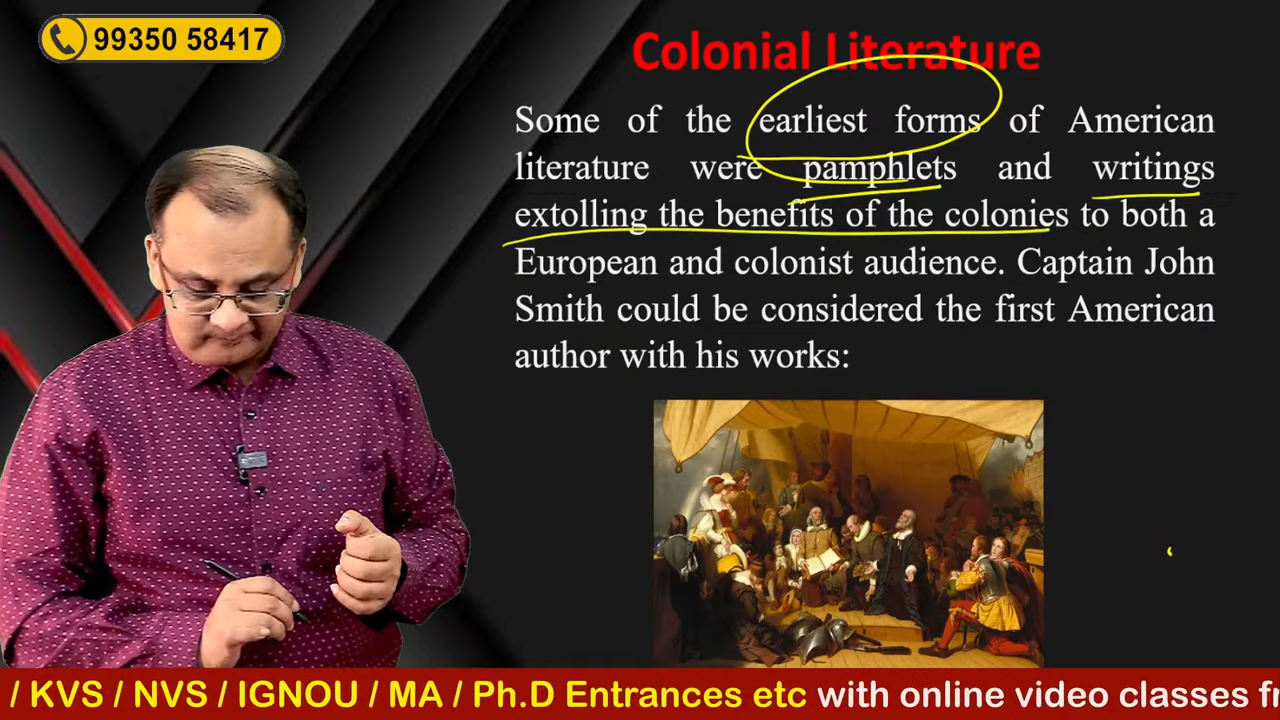 99350 58417
Colonial Literature
Some of the earliest forms of American
literature were pamphlets and writings
extolling the benefits of the colonies to both a
European and colonist audience. Captain John
Smith could be considered the first American
author with his works:
/ KVS / NVS / IGNOU / MA / Ph.D Entrances etc with online video classes fr